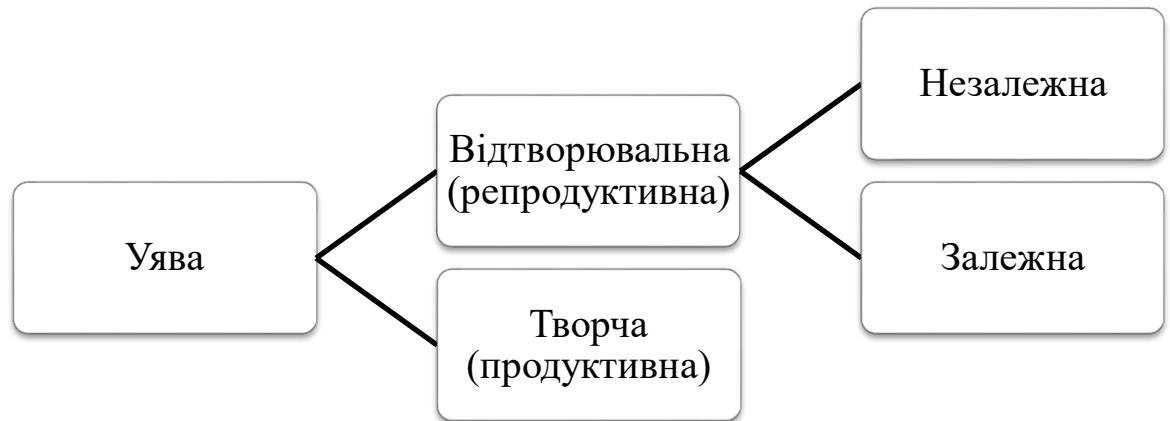 Уява
Відтворювальна
(репродуктивна)
Творча
(продуктивна)
Незалежна
Залежна